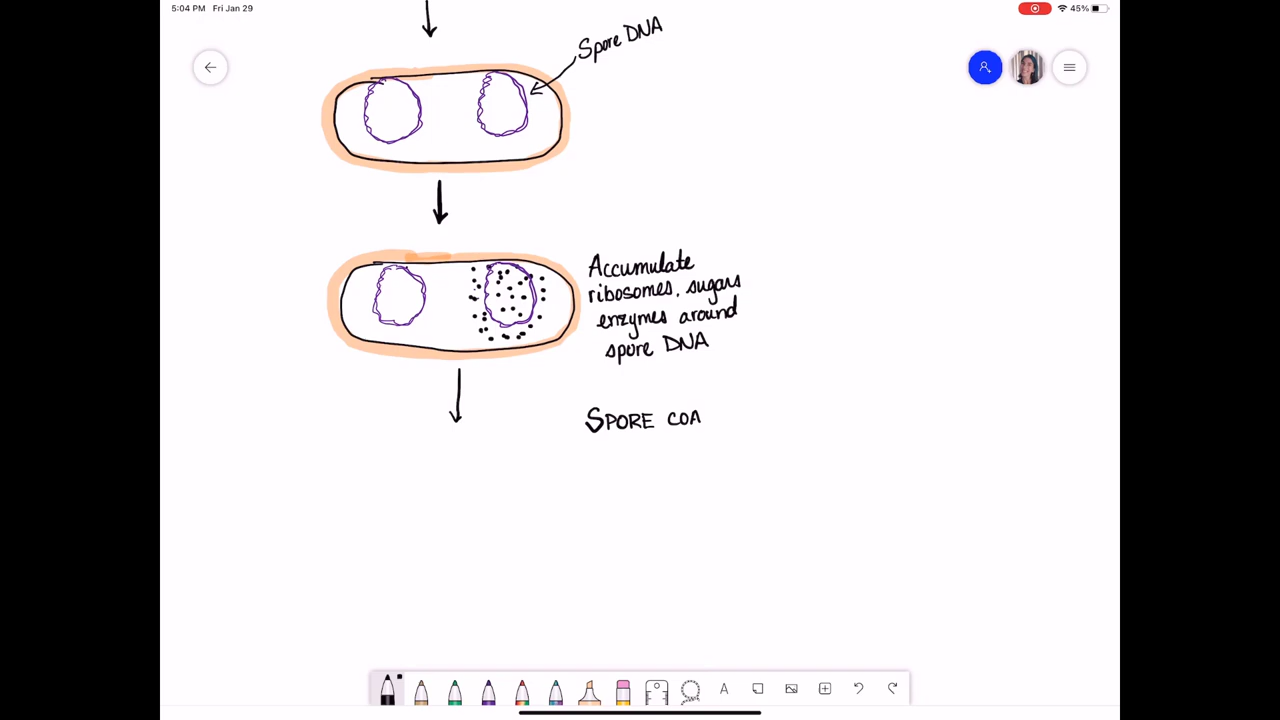 5:04 PM Fri Jan 29
45%
Spore DNA
Accumulate
ribosomes, sugars
enzymes around
spore DNA
SPORE COA
A